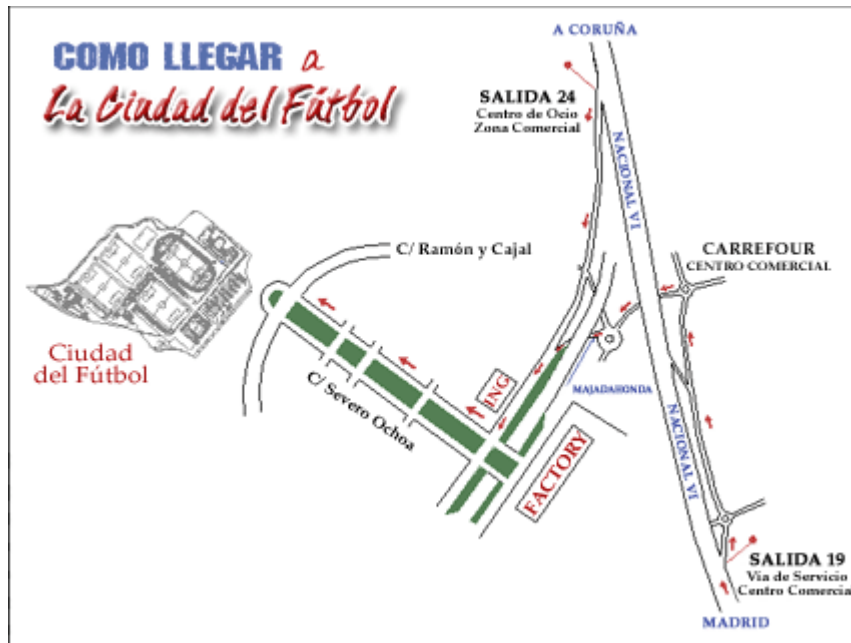 COMO LLEGAR a
La Ciudad del Fútbol
A CORUÑA
SALIDA 24
Centro de Ocio
Zona Comercial
NACIONAL VI
C/ Ramón y Cajal
CARREFOUR
CENTRO COMERCIAL
Ciudad
del Fútbol
C/ Severo Ochoa
ING
MAJADAHONDA
FACTORY
NACIONAL VI
SALIDA 19
Via de Servicio
Centro Comercia
MADRID